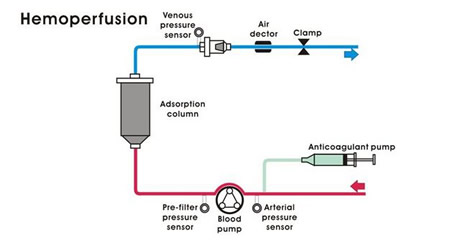 Hemoperfusion
Venous
pressure
sensor
Air
dector
Clamp
Adsorption
column
Anticoagulant pump
Pre-filter
pressure
sensor
Blood
pump
Arterial
pressure
sensor